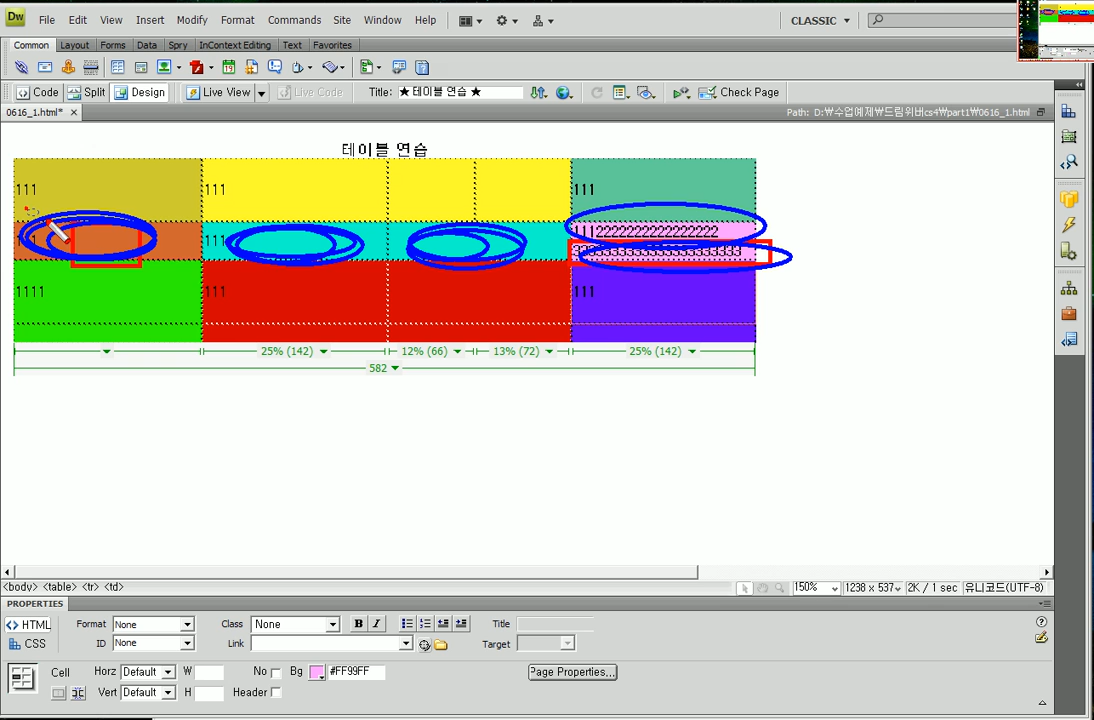 Dw File Edit View Insert Modify Format Commands Site Window Help CLASSIC
Common Layout Forms Data Spry InContext Editing Text Favorites
Code Split Design Live View Live Code Title: ★ 테이블 연습 ★ Check Page
0616_1.html* Path: D:₩수업예제₩드림위버cs4₩part1₩0616_1.html
테이블 연습
111 111 111
111 1112222222222222222
1111 111 111
25% (142) 12% (66) 13% (72) 25% (142)
582
<body> <table> <tr> <td> 150% 1238 x 537 2K / 1 sec 유니코드(UTF-8)
PROPERTIES
<> HTML Format None Class None B I Title
CSS ID None Link Target
Cell Horz Default W No Bg #FF99FF Page Properties...
Vert Default H Header